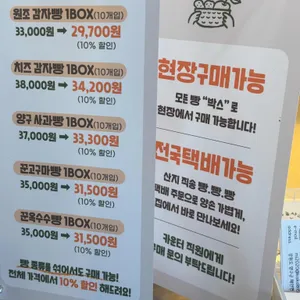 원조 감자빵 1BOX(10개입)
33,000원 → 29,700원
(10% 할인)
치즈 감자빵 1BOX(10개입)
38,000원 → 34,200원
(10% 할인)
양구 사과빵 1BOX(10개입)
37,000원 → 33,300원
(10% 할인)
꾼고구마빵 1BOX(10개입)
35,000원 → 31,500원
(10% 할인)
꾼옥수수빵 1BOX(10개입)
35,000원 → 31,500원
(10% 할인)
빵 종류를 섞어서도 구매 가능!
전체 가격에서 10% 할인 해드려요!
현장구매가능
모든 빵 "박스"로
현장에서 구매 가능합니다!
전국택배가능
산지 직송 빵.빵.빵
택배 주문으로 양손 가볍게,
집에서 바로 만나보세요!
카운터 직원에게
구매 문의 부탁드립니다!